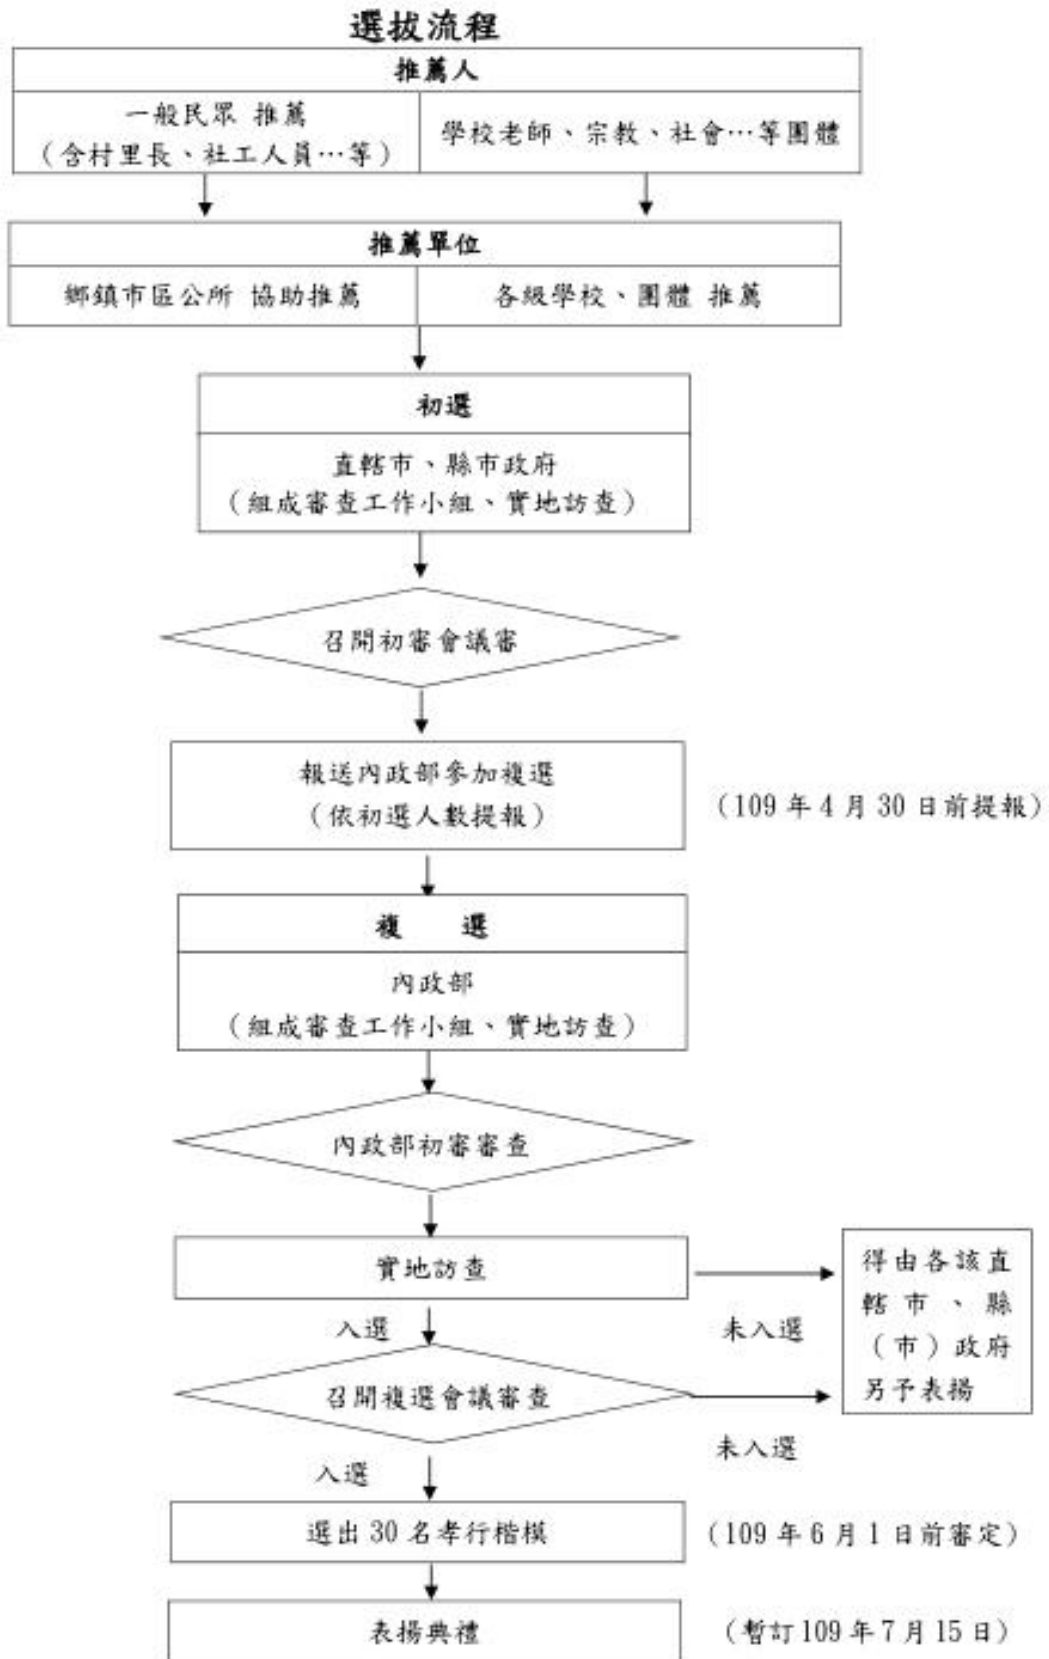 選拔流程
推薦人
一般民眾 推薦
（含村里長、社工人員…等）
學校老師、宗教、社會…等團體
推薦單位
鄉鎮市區公所 協助推薦
各級學校、團體 推薦
初選
直轄市、縣市政府
（組成審查工作小組、實地訪查）
召開初審會議審
報送內政部參加複選
（依初選人數提報）
（109 年 4 月 30 日前提報）
複 選
內政部
（組成審查工作小組、實地訪查）
內政部初審審查
實地訪查
得由各該直
轄市、縣
（市）政府
另予表揚
入選
未入選
召開複選會議審查
未入選
入選
選出 30 名孝行楷模
（109 年 6 月 1 日前審定）
表揚典禮
（暫訂 109 年 7 月 15 日）